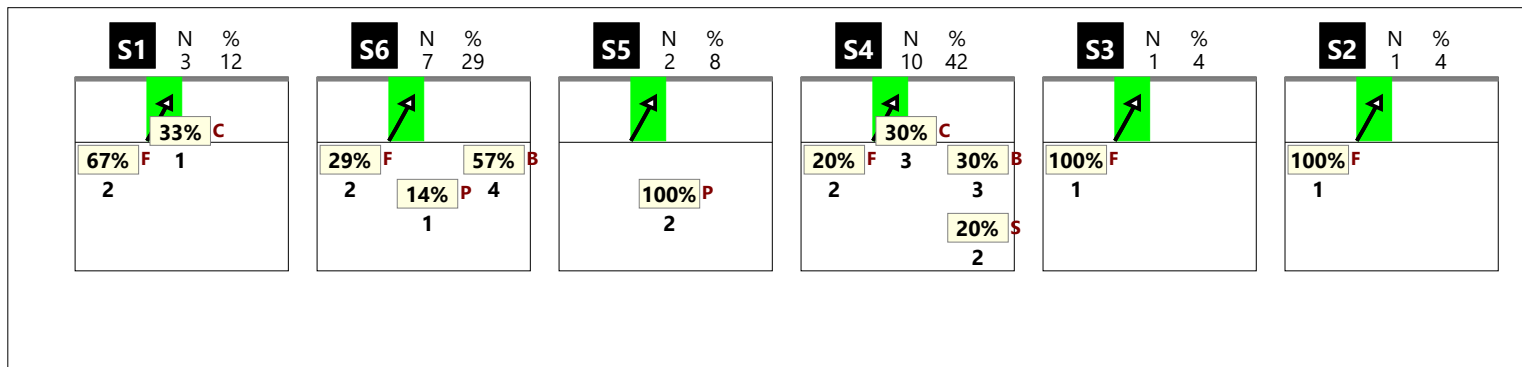 S1 N % 3 12
67% F 2
33% C 1
S6 N % 7 29
29% F 2
14% P 1
57% B 4
S5 N % 2 8
100% P 2
S4 N % 10 42
20% F 2
30% C 3
30% B 3
20% S 2
S3 N % 1 4
100% F 1
S2 N % 1 4
100% F 1